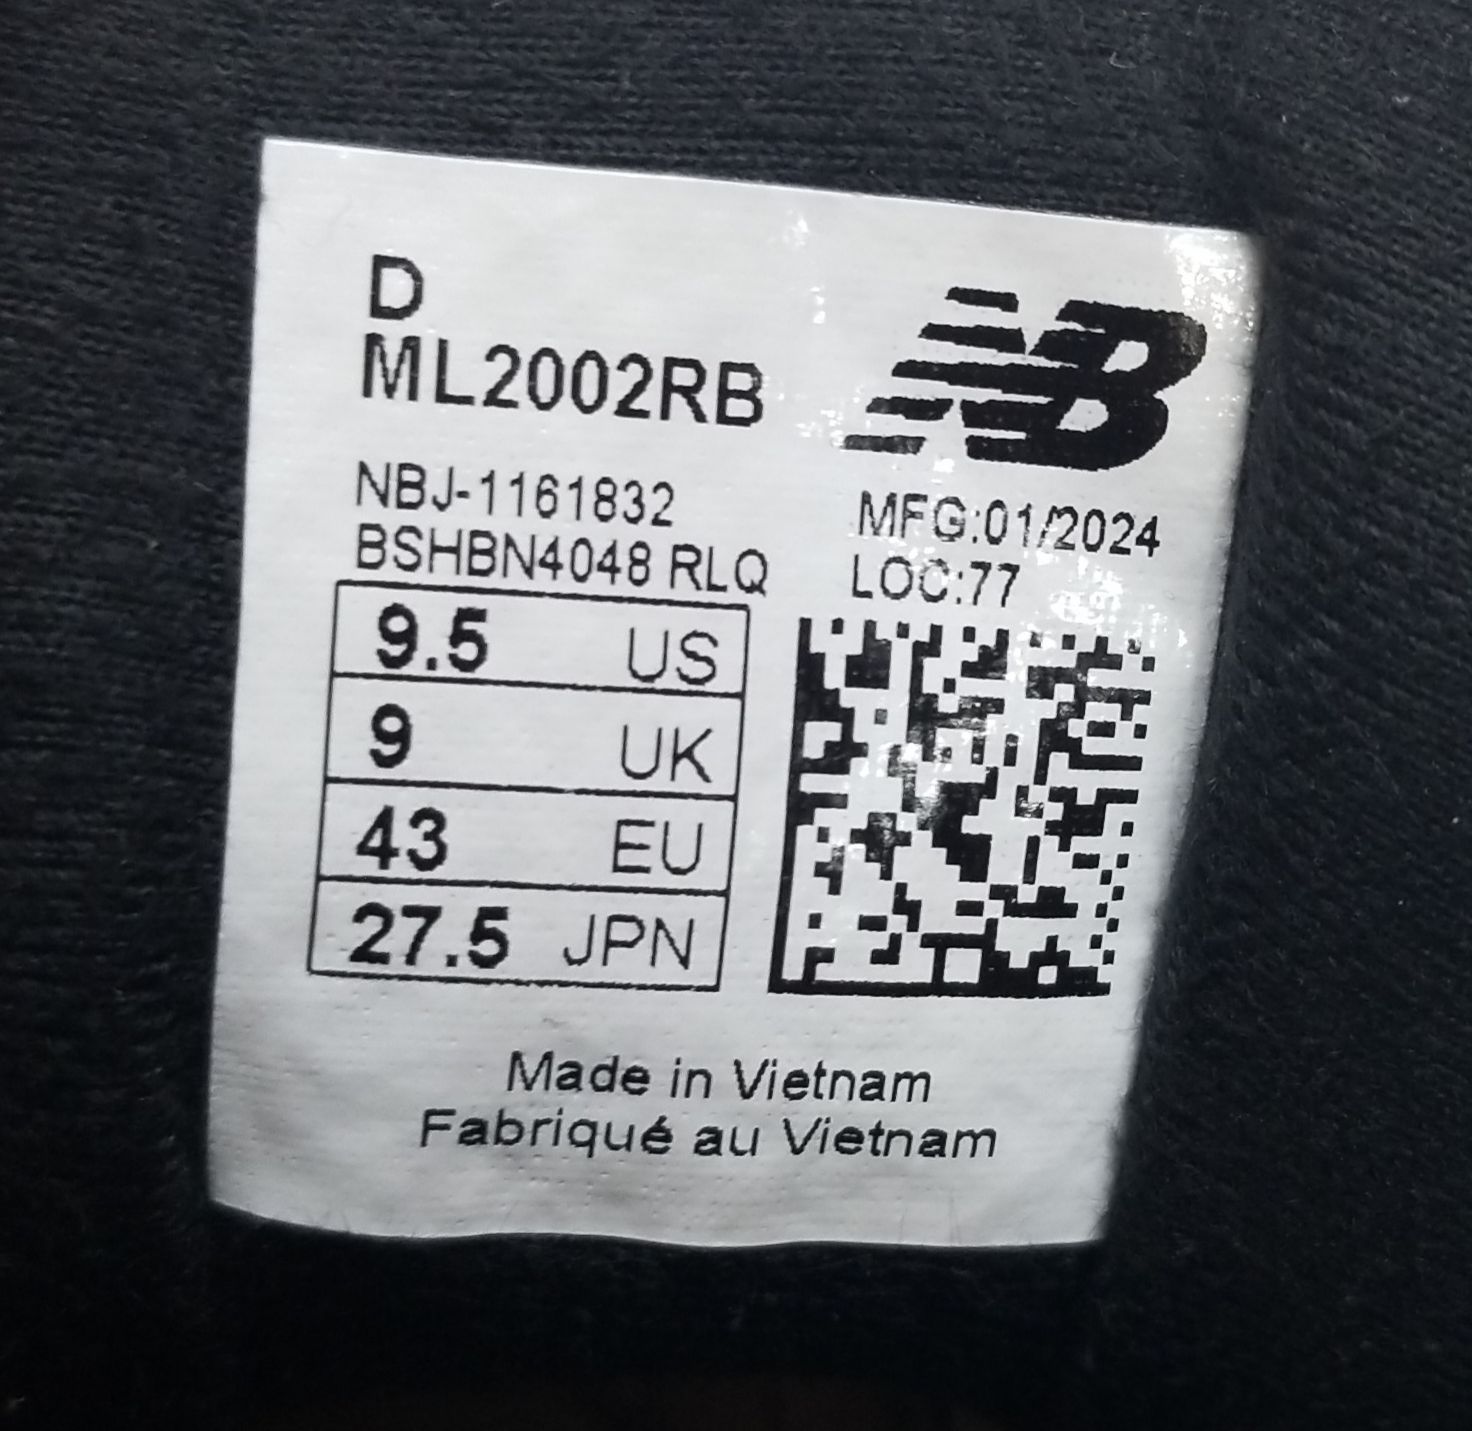 D
ML2002RB
NB
NBJ-1161832
BSHBN4048 RLQ
MFG:01/2024
LOC:77
9.5 US
9 UK
43 EU
27.5 JPN
Made in Vietnam
Fabriqué au Vietnam